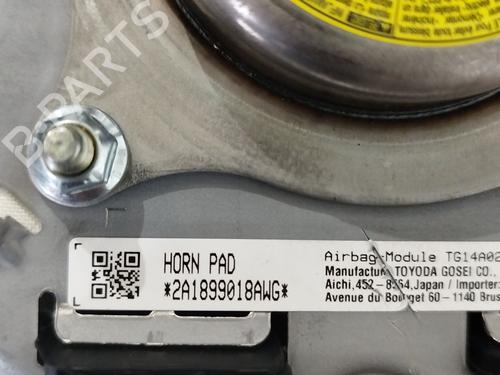 B-PARTS
HORN PAD
*2A1899018AWG*
Airbag-Module TG14A02
Manufactur TOYODA GOSEI CO.,
Aichi,452-8564,Japan / Importer:
Avenue du Bourget 60 - 1140 Brus